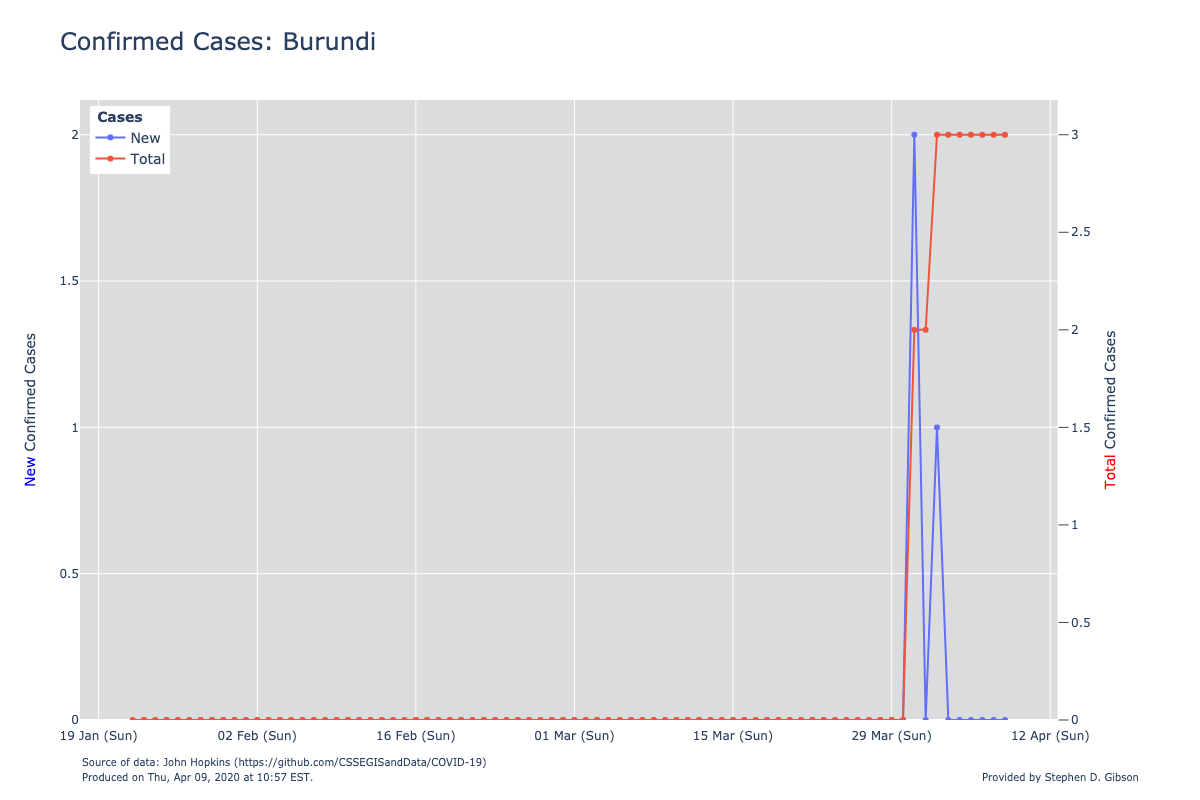 Confirmed Cases: Burundi
Cases
New
Total
2
1.5
1
0.5
0
3
2.5
2
1.5
1
0.5
0
New Confirmed Cases
Total Confirmed Cases
19 Jan (Sun)
02 Feb (Sun)
16 Feb (Sun)
01 Mar (Sun)
15 Mar (Sun)
29 Mar (Sun)
12 Apr (Sun)
Source of data: John Hopkins (https://github.com/CSSEGISandData/COVID-19)
Produced on Thu, Apr 09, 2020 at 10:57 EST.
Provided by Stephen D. Gibson